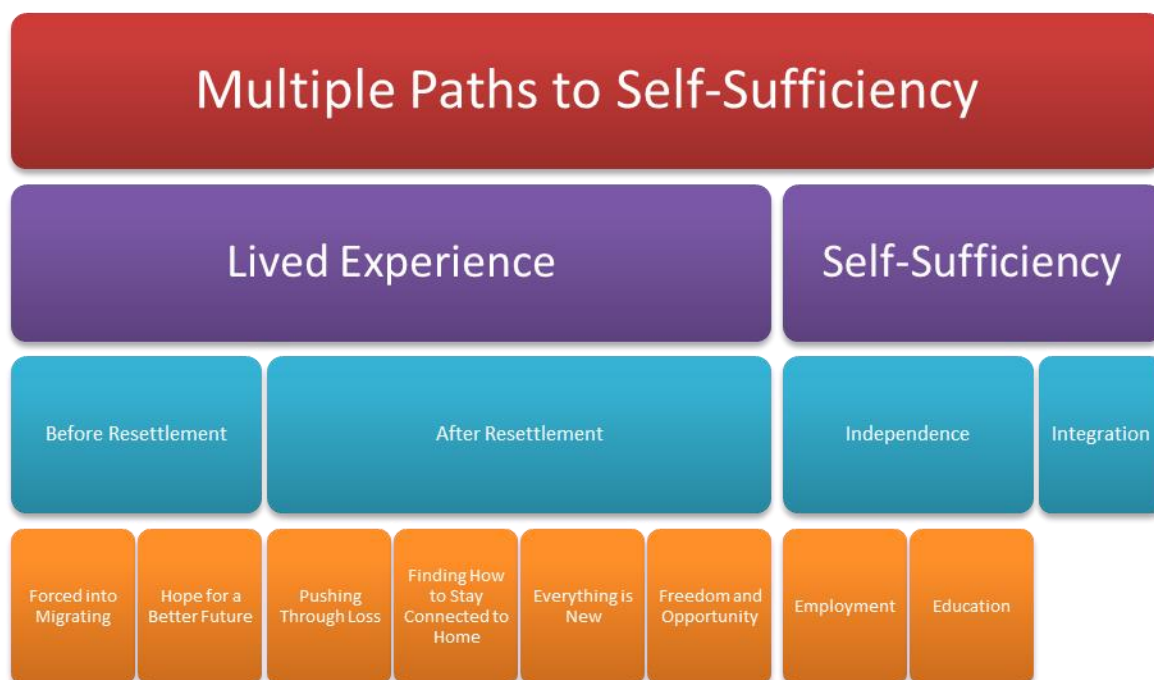 Multiple Paths to Self-Sufficiency
Lived Experience
Self-Sufficiency
Before Resettlement
After Resettlement
Independence
Integration
Forced into
Migrating
Hope for a
Better Future
Pushing
Through Loss
Finding How
to Stay
Connected to
Home
Everything is
New
Freedom and
Opportunity
Employment
Education